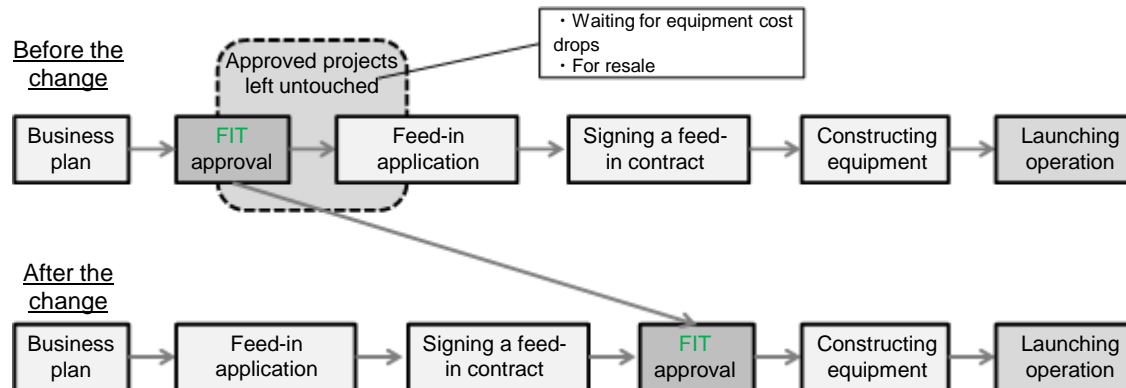 ・Waiting for equipment cost
drops
・For resale
Before the
change
Approved projects
left untouched
Business
plan
FIT
approval
Feed-in
application
Signing a feed-
in contract
Constructing
equipment
Launching
operation
After the
change
Business
plan
Feed-in
application
Signing a feed-
in contract
FIT
approval
Constructing
equipment
Launching
operation